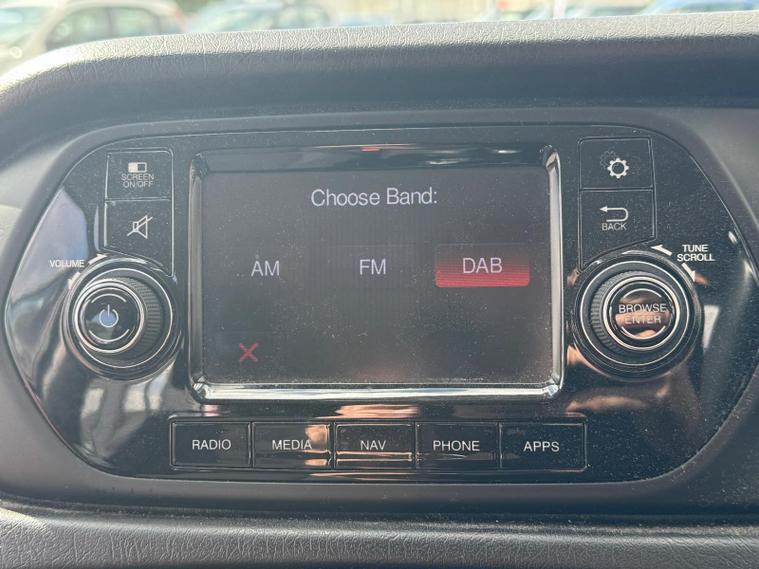 SCREEN
ON/OFF
Choose Band:
BACK
VOLUME
TUNE
SCROLL
AM
FM
DAB
BROWSE
ENTER
RADIO
MEDIA
NAV
PHONE
APPS